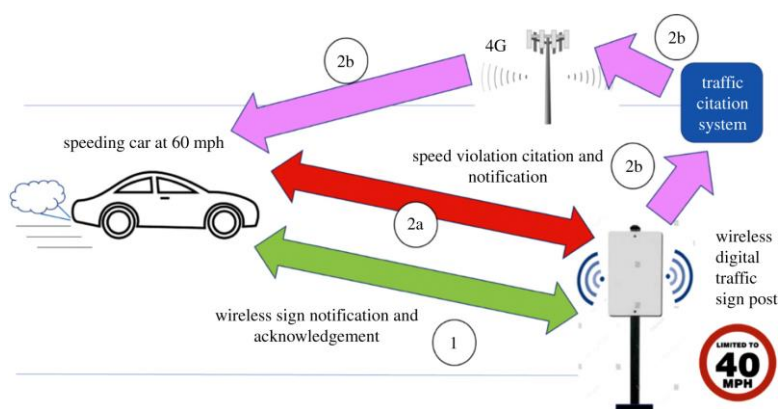 4G
2b
2b
traffic
citation
system
speeding car at 60 mph
speed violation citation and
notification
2b
2a
wireless
digital
traffic
sign post
wireless sign notification and
acknowledgement
1
LIMITED TO
40
MPH